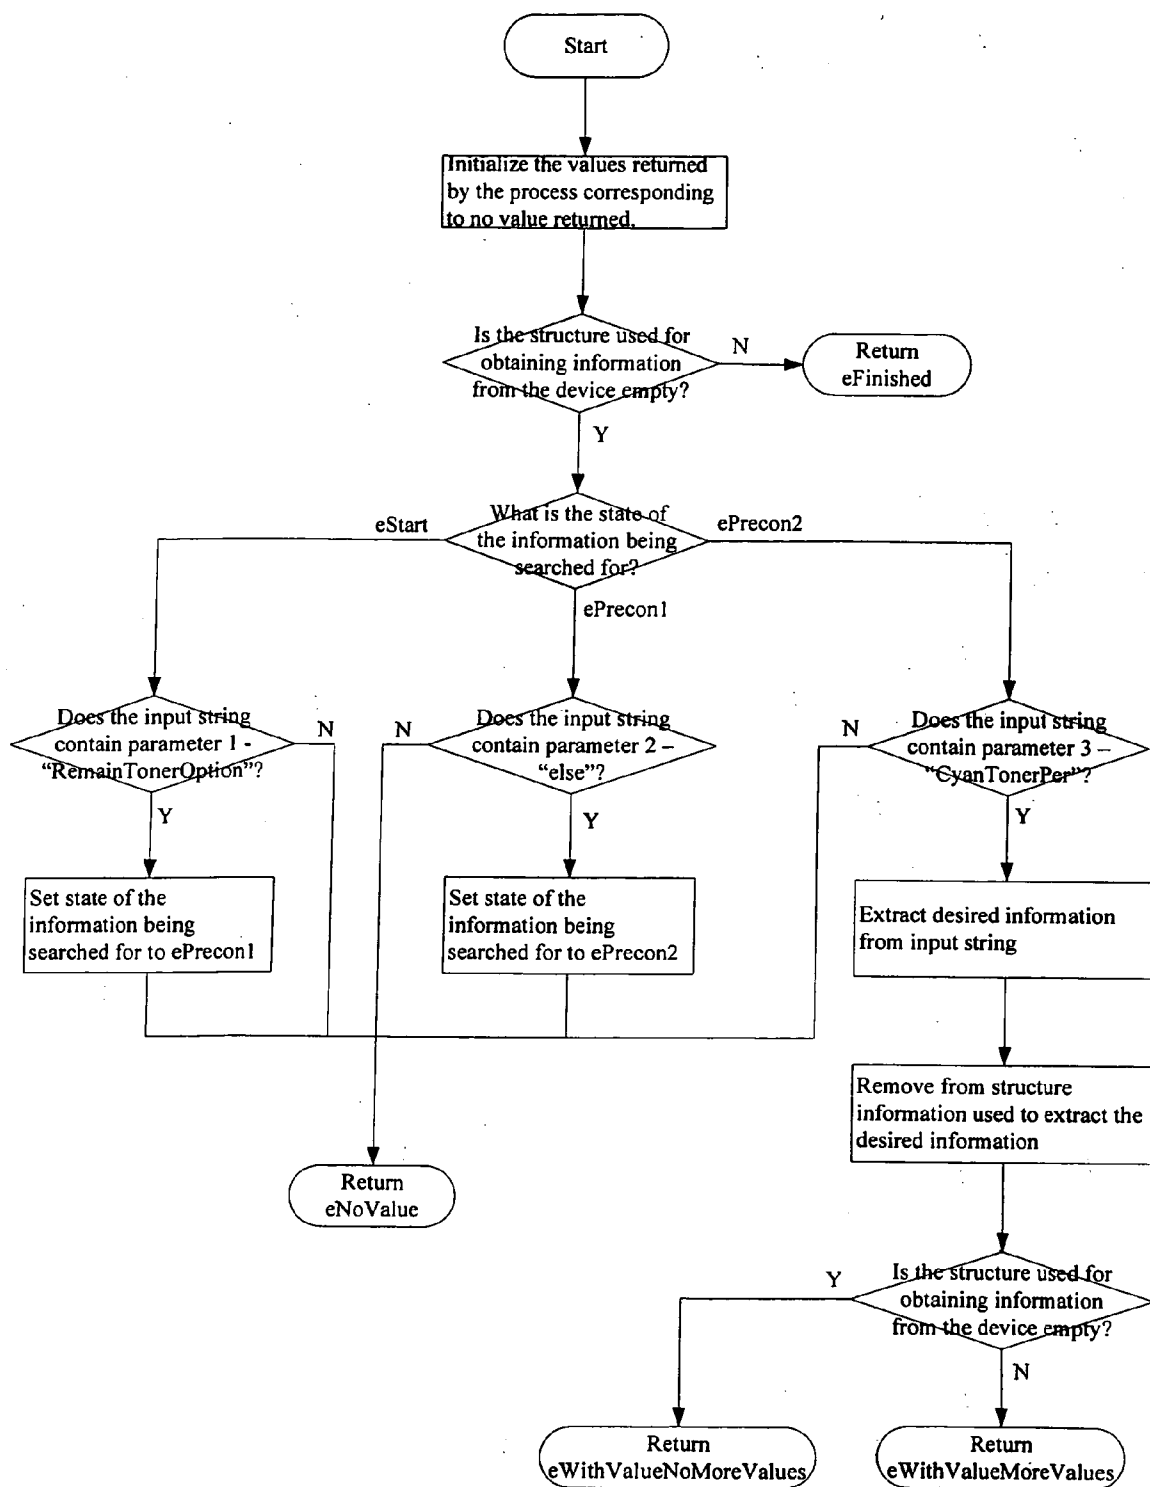 Start
Initialize the values returned
by the process corresponding
to no value returned.
Is the structure used for
obtaining information
from the device empty?
N
Return
eFinished
Y
What is the state of
the information being
searched for?
eStart
ePrecon2
ePrecon1
Does the input string
contain parameter 1 -
“RemainTonerOption”?
N
Y
Does the input string
contain parameter 2 –
“else”?
N
Y
Does the input string
contain parameter 3 –
“CyanTonerPer”?
N
Y
Set state of the
information being
searched for to ePrecon1
Set state of the
information being
searched for to ePrecon2
Extract desired information
from input string
Remove from structure
information used to extract the
desired information
Return
eNoValue
Is the structure used for
obtaining information
from the device empty?
Y
N
Return
eWithValueNoMoreValues
Return
eWithValueMoreValues